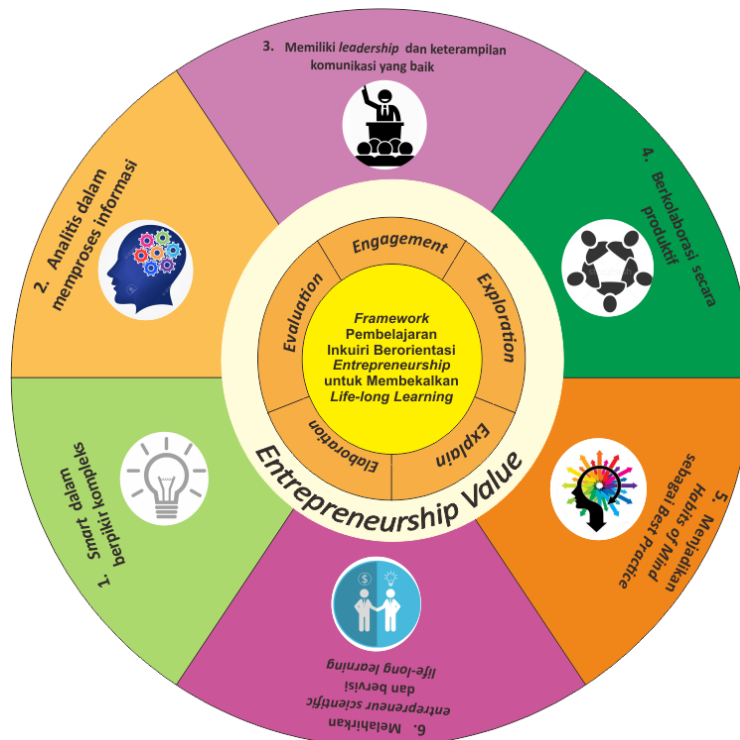 3. Memiliki leadership dan keterampilan
komunikasi yang baik
4. Berkolaborasi secara
produktif
5. Menjadikan
Habits of Mind
sebagai Best Practice
6. Melahirkan
entrepreneur scientific
dan bervisi
life-long learning
1. Smart dalam
berpikir kompleks
2. Analitis dalam
memproses informasi
Engagement
Exploration
Explain
Elaboration
Evaluation
Framework
Pembelajaran
Inkuiri Berorientasi
Entrepreneurship
untuk Membekalkan
Life-long Learning
Entrepreneurship Value